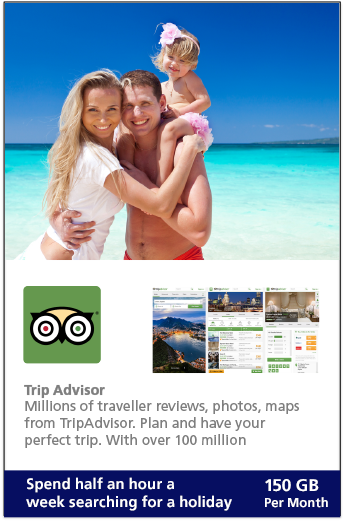 Trip Advisor
Millions of traveller reviews, photos, maps
from TripAdvisor. Plan and have your
perfect trip. With over 100 million
Spend half an hour a
week searching for a holiday
150 GB
Per Month